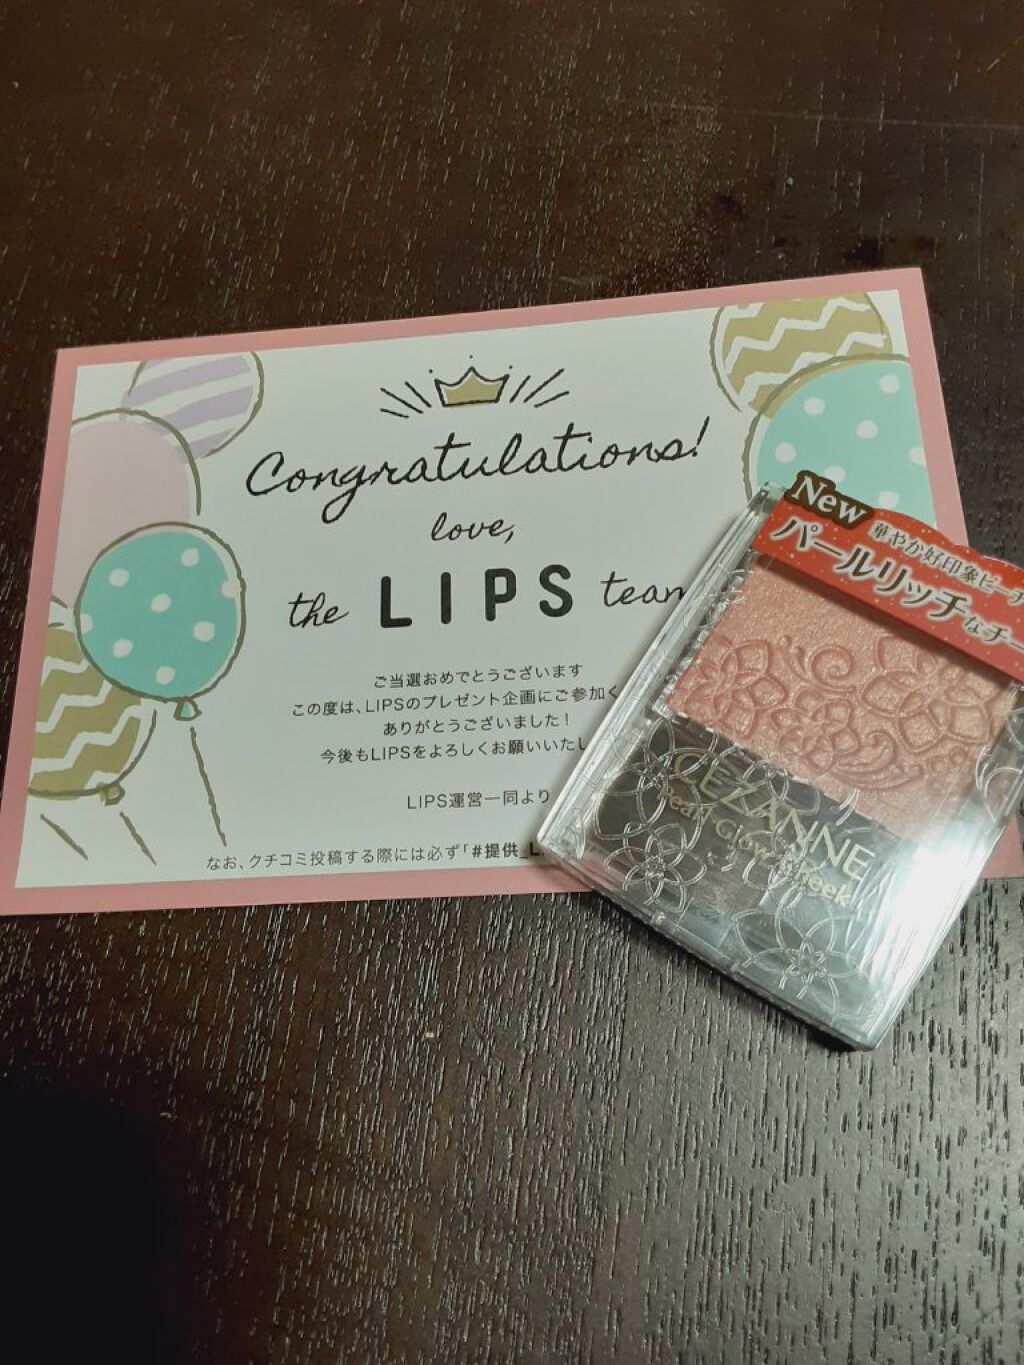 Congratulations!
love,
the LIPS team
ご当選おめでとうございます
この度は、LIPSのプレゼント企画にご参加く
ありがとうございました！
今後もLIPSをよろしくお願いいたし
LIPS運営一同より
なお、クチコミ投稿する際には必ず「#提供_L
New
華やか好印象ピーチ
パールリッチなチー
CEZANNE
Pearl Glow Cheek